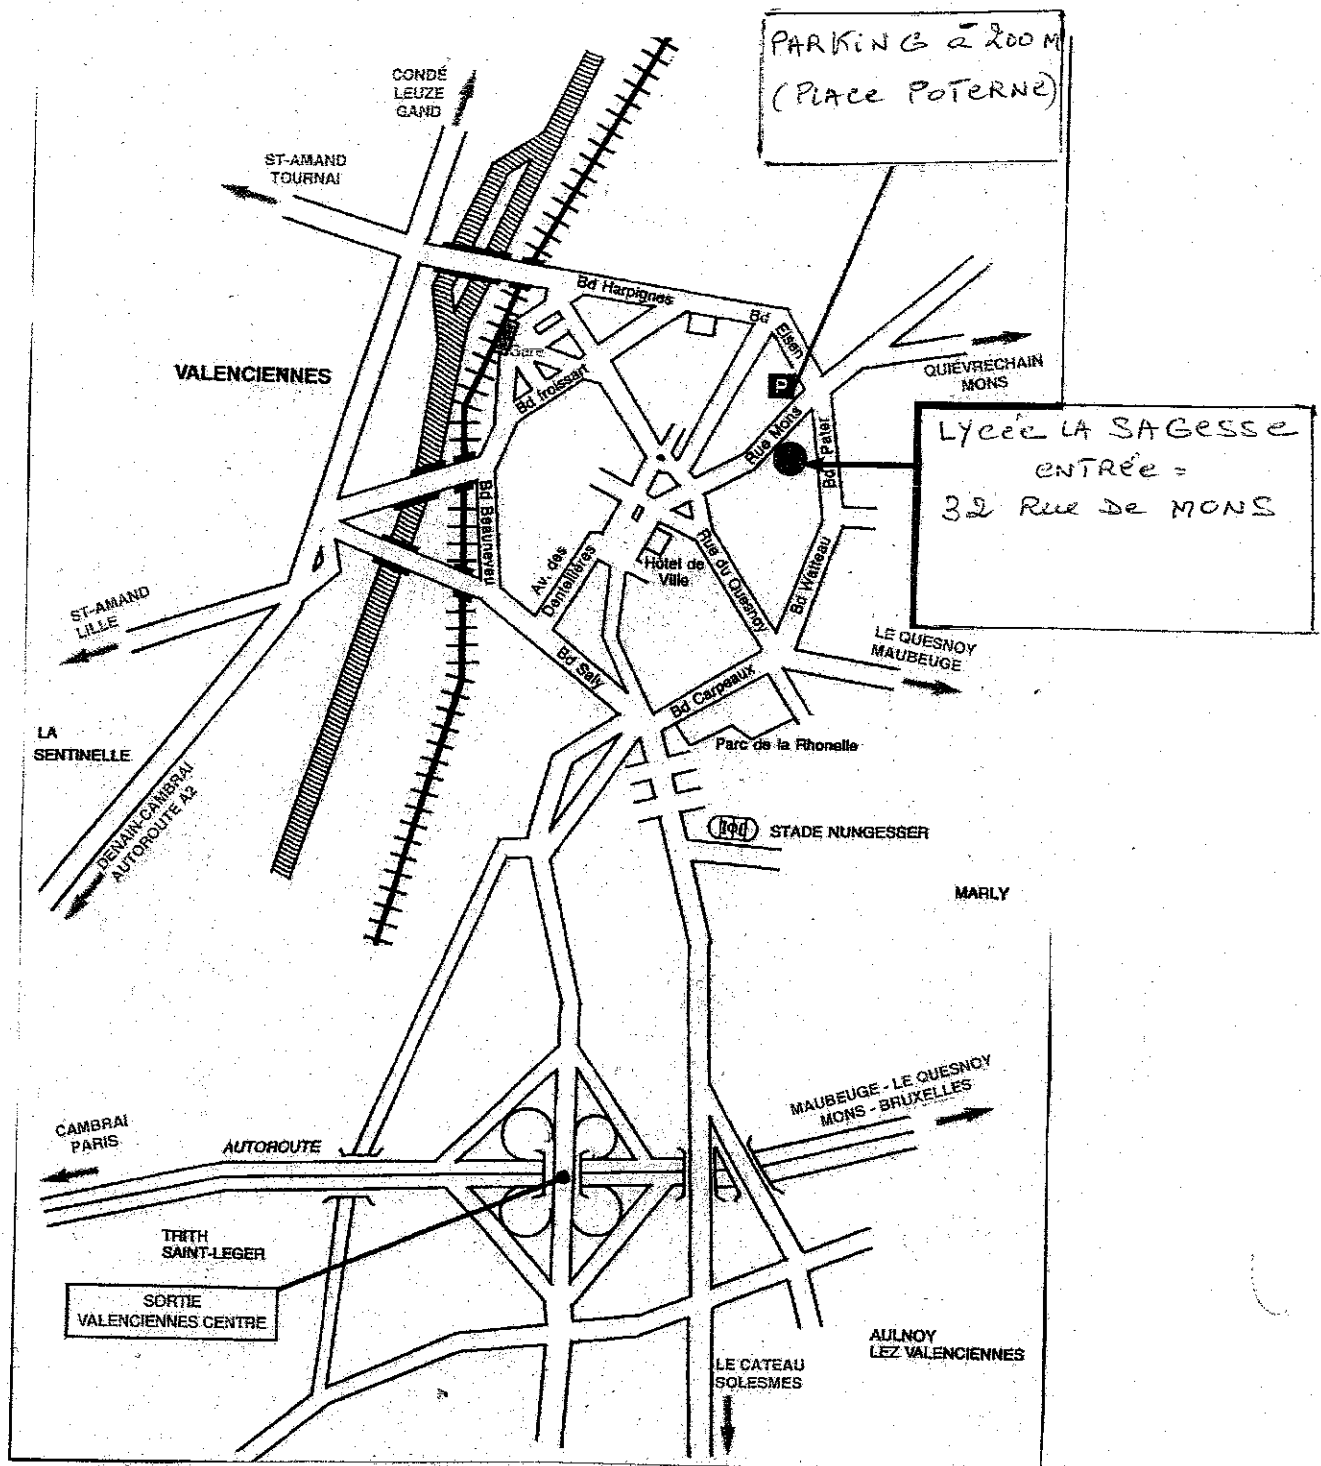 PARKING à 200 M
(PLACE POTERNE)
CONDÉ
LEUZE
GAND
ST-AMAND
TOURNAI
Bd Harpignes
Bd
Eisen
VALENCIENNES
Gare
Bd froissart
P
QUIÉVRECHAIN
MONS
Rue Mons
Bd Pater
LYCÉE LA SAGESSE
ENTRÉE =
32 RUE DE MONS
Bd Beauneveu
Av. des
Dentellières
Hôtel de
Ville
Rue du Quesnoy
Bd Watteau
ST-AMAND
LILLE
LE QUESNOY
MAUBEUGE
Bd Saly
Bd Carpeaux
LA
SENTINELLE
Parc de la Rhonelle
DENAIN-CAMBRAI
AUTOROUTE A2
STADE NUNGESSER
MARLY
MAUBEUGE - LE QUESNOY
MONS - BRUXELLES
CAMBRAI
PARIS
AUTOROUTE
TRITH
SAINT-LEGER
SORTIE
VALENCIENNES CENTRE
AULNOY
LEZ VALENCIENNES
LE CATEAU
SOLESMES